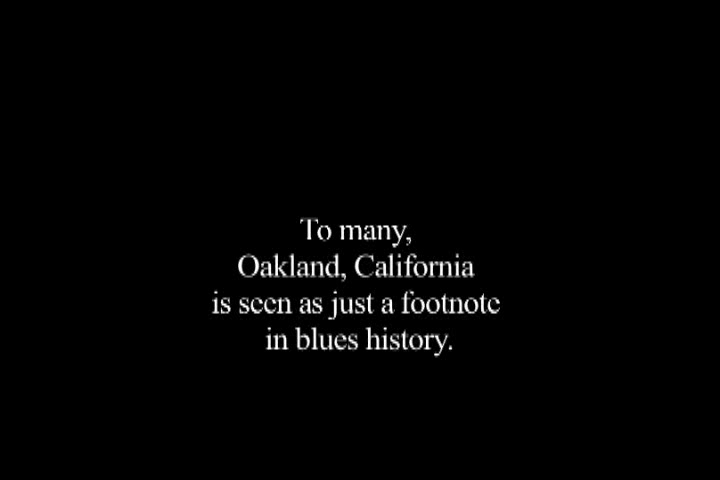 To many,
Oakland, California
is seen as just a footnote
in blues history.